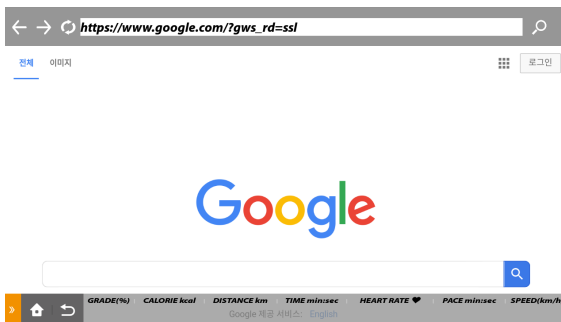 https://www.google.com/?gws_rd=ssl
전체 이미지 로그인
Google
» GRADE(%) CALORIE kcal DISTANCE km TIME min:sec HEART RATE PACE min:sec SPEED(km/h
Google 제공 서비스: English